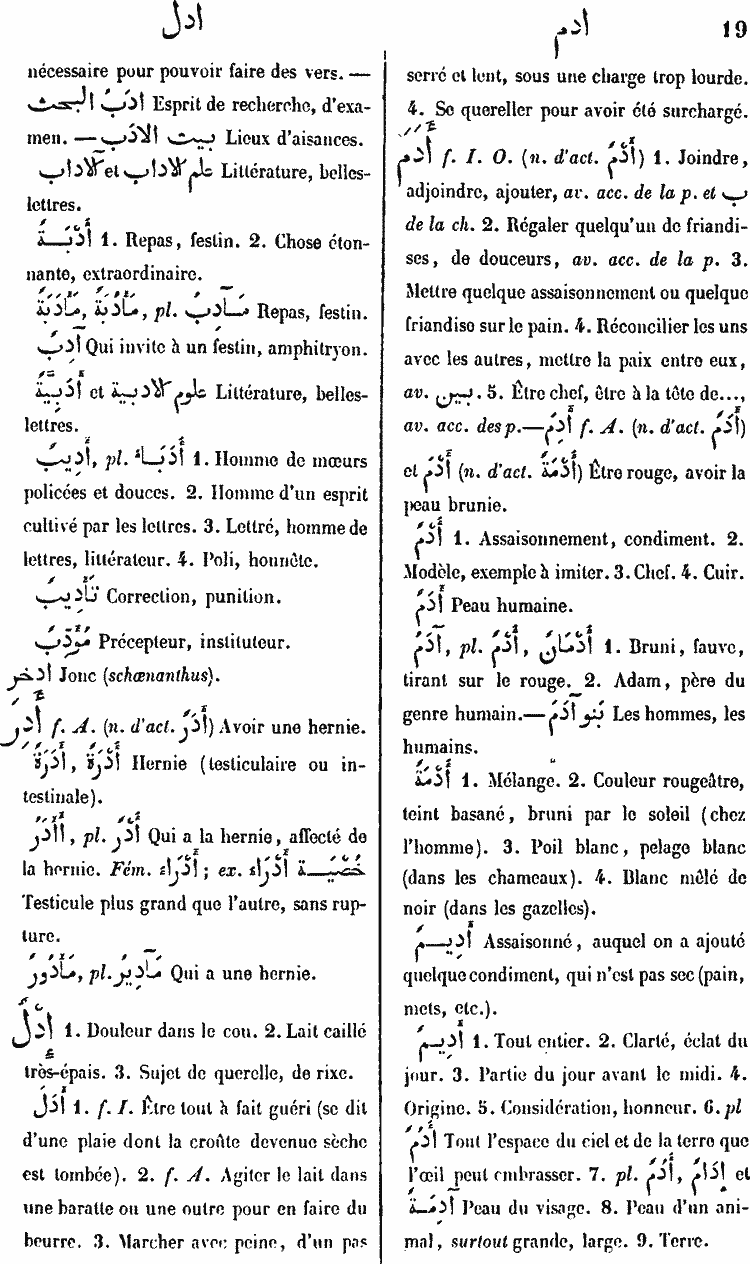 ادل
ادم
19
nécessaire pour pouvoir faire des vers. —
أدَبُ البحث Esprit de recherche, d'exa-
men. — بيت الادب Lieux d'aisances.
علم الاداب et الاداب Littérature, belles-
lettres.
أُدْبَةٌ 1. Repas, festin. 2. Chose éton-
nante, extraordinaire.
مَأْدُبَةٌ, مَأْدَبَةٌ, pl. مَآدِبُ Repas, festin.
آدِبٌ Qui invite à un festin, amphitryon.
أَدَبِيَّةٌ et علوم الادبية Littérature, belles-
lettres.
أَدِيبٌ, pl. أُدَبَاءُ 1. Homme de mœurs
policées et douces. 2. Homme d'un esprit
cultivé par les lettres. 3. Lettré, homme de
lettres, littérateur. 4. Poli, honnête.
تَأْدِيبٌ Correction, punition.
مُؤَدِّبٌ Précepteur, instituteur.
ادخر Jonc (schœnanthus).
أَدِرَ f. A. (n. d'act. أَدَرٌ) Avoir une hernie.
أُدْرَةٌ, أَدَرَةٌ Hernie (testiculaire ou in-
testinale).
أَأْدَرُ, pl. أُدْرٌ Qui a la hernie, affecté de
la hernie. Fém. أَدْرَاءُ; ex. خُصْيَةٌ أَدْرَاءُ
Testicule plus grand que l'autre, sans rup-
ture.
مَأْدُورٌ, pl. مَآدِيرُ Qui a une hernie.
إِدْلٌ 1. Douleur dans le cou. 2. Lait caillé
très-épais. 3. Sujet de querelle, de rixe.
أَدَلَ 1. f. I. Être tout à fait guéri (se dit
d'une plaie dont la croûte devenue sèche
est tombée). 2. f. A. Agiter le lait dans
une baratte ou une outre pour en faire du
beurre. 3. Marcher avec peine, d'un pas
serré et lent, sous une charge trop lourde.
4. Se quereller pour avoir été surchargé.
أَدَمَ f. I. O. (n. d'act. أَدْمٌ) 1. Joindre,
adjoindre, ajouter, av. acc. de la p. et ب
de la ch. 2. Régaler quelqu'un de friandi-
ses, de douceurs, av. acc. de la p. 3.
Mettre quelque assaisonnement ou quelque
friandise sur le pain. 4. Réconcilier les uns
avec les autres, mettre la paix entre eux,
av. بين. 5. Être chef, être à la tête de...,
av. acc. des p. — أَدِمَ f. A. (n. d'act. أَدَمٌ)
et أَدُمَ (n. d'act. أُدْمَةٌ) Être rouge, avoir la
peau brunie.
أُدْمٌ 1. Assaisonnement, condiment. 2.
Modèle, exemple à imiter. 3. Chef. 4. Cuir.
أَدَمٌ Peau humaine.
آدَمُ, pl. أُدْمٌ, أُدْمَانٌ 1. Bruni, fauve,
tirant sur le rouge. 2. Adam, père du
genre humain. — بَنُو آدَمَ Les hommes, les
humains.
أُدْمَةٌ 1. Mélange. 2. Couleur rougeâtre,
teint basané, bruni par le soleil (chez
l'homme). 3. Poil blanc, pelage blanc
(dans les chameaux). 4. Blanc mêlé de
noir (dans les gazelles).
أَدِيمٌ Assaisonné, auquel on a ajouté
quelque condiment, qui n'est pas sec (pain,
mets, etc.).
أَدِيمٌ 1. Tout entier. 2. Clarté, éclat du
jour. 3. Partie du jour avant le midi. 4.
Origine. 5. Considération, honneur. 6. pl
أُدُمٌ Tout l'espace du ciel et de la terre que
l'œil peut embrasser. 7. pl. أُدُمٌ, إِدَامٌ et
آدِمَةٌ Peau du visage. 8. Peau d'un ani-
mal, surtout grande, large. 9. Terre.